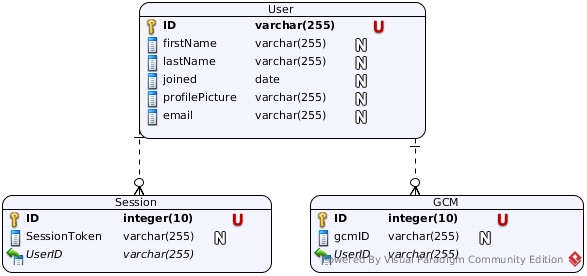 User
ID varchar(255) U
firstName varchar(255) N
lastName varchar(255) N
joined date N
profilePicture varchar(255) N
email varchar(255) N
Session
ID integer(10) U
SessionToken varchar(255) N
UserID varchar(255)
GCM
ID integer(10) U
gcmID varchar(255) N
UserID varchar(255)
Powered By Visual Paradigm Community Edition